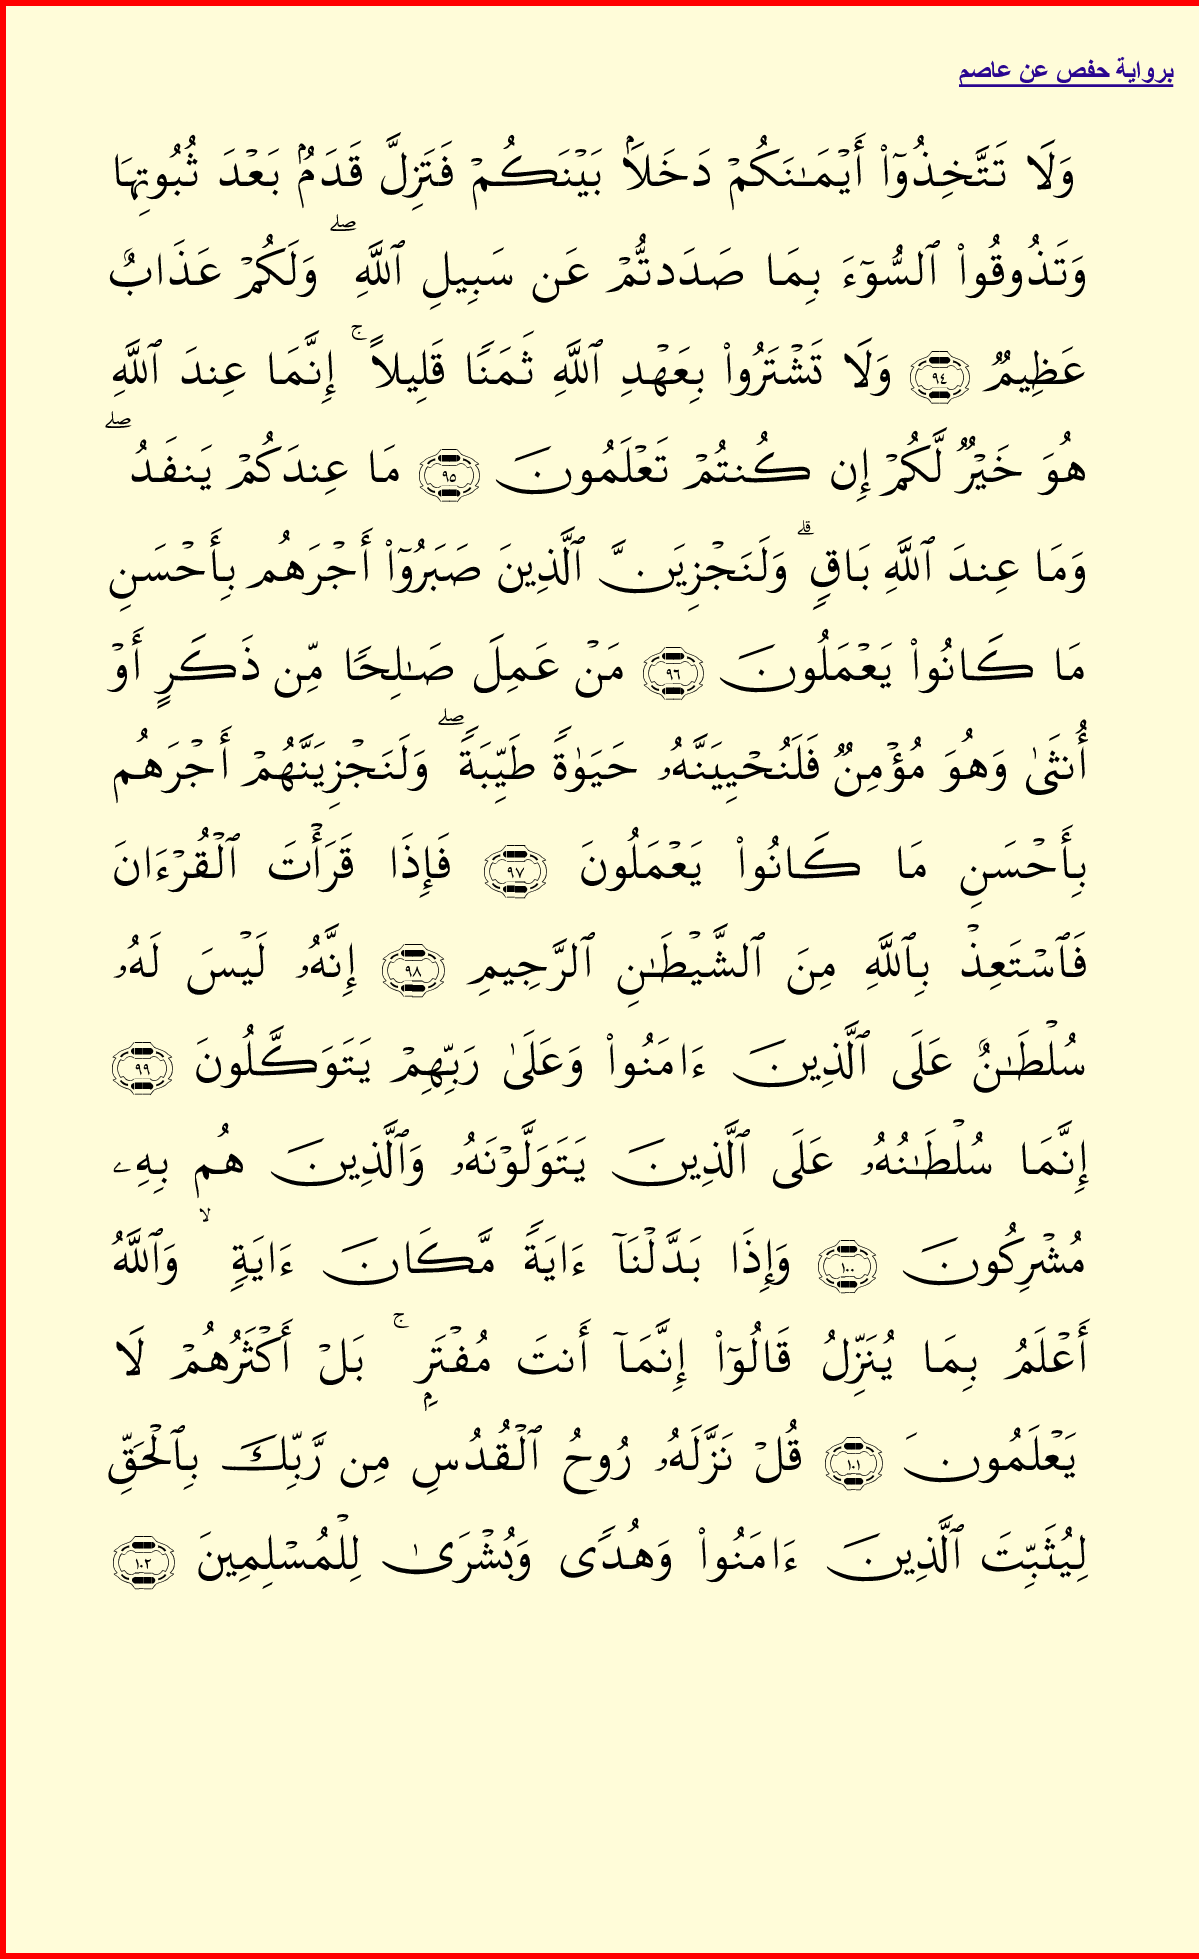 برواية حفص عن عاصم
وَلَا تَتَّخِذُوٓا۟ أَيْمَـٰنَكُمْ دَخَلًۢا بَيْنَكُمْ فَتَزِلَّ قَدَمٌۢ بَعْدَ ثُبُوتِهَا
وَتَذُوقُوا۟ ٱلسُّوٓءَ بِمَا صَدَدتُّمْ عَن سَبِيلِ ٱللَّهِ ۖ وَلَكُمْ عَذَابٌ
عَظِيمٌ ٩٤ وَلَا تَشْتَرُوا۟ بِعَهْدِ ٱللَّهِ ثَمَنًا قَلِيلًا ۚ إِنَّمَا عِندَ ٱللَّهِ
هُوَ خَيْرٌ لَّكُمْ إِن كُنتُمْ تَعْلَمُونَ ٩٥ مَا عِندَكُمْ يَنفَدُ ۖ
وَمَا عِندَ ٱللَّهِ بَاقٍ ۗ وَلَنَجْزِيَنَّ ٱلَّذِينَ صَبَرُوٓا۟ أَجْرَهُم بِأَحْسَنِ
مَا كَانُوا۟ يَعْمَلُونَ ٩٦ مَنْ عَمِلَ صَـٰلِحًا مِّن ذَكَرٍ أَوْ
أُنثَىٰ وَهُوَ مُؤْمِنٌ فَلَنُحْيِيَنَّهُۥ حَيَوٰةً طَيِّبَةً ۖ وَلَنَجْزِيَنَّهُمْ أَجْرَهُم
بِأَحْسَنِ مَا كَانُوا۟ يَعْمَلُونَ ٩٧ فَإِذَا قَرَأْتَ ٱلْقُرْءَانَ
فَٱسْتَعِذْ بِٱللَّهِ مِنَ ٱلشَّيْطَـٰنِ ٱلرَّجِيمِ ٩٨ إِنَّهُۥ لَيْسَ لَهُۥ
سُلْطَـٰنٌ عَلَى ٱلَّذِينَ ءَامَنُوا۟ وَعَلَىٰ رَبِّهِمْ يَتَوَكَّلُونَ ٩٩
إِنَّمَا سُلْطَـٰنُهُۥ عَلَى ٱلَّذِينَ يَتَوَلَّوْنَهُۥ وَٱلَّذِينَ هُم بِهِۦ
مُشْرِكُونَ ١٠٠ وَإِذَا بَدَّلْنَآ ءَايَةً مَّكَانَ ءَايَةٍ ۙ وَٱللَّهُ
أَعْلَمُ بِمَا يُنَزِّلُ قَالُوٓا۟ إِنَّمَآ أَنتَ مُفْتَرٍۭ ۚ بَلْ أَكْثَرُهُمْ لَا
يَعْلَمُونَ ١٠١ قُلْ نَزَّلَهُۥ رُوحُ ٱلْقُدُسِ مِن رَّبِّكَ بِٱلْحَقِّ
لِيُثَبِّتَ ٱلَّذِينَ ءَامَنُوا۟ وَهُدًى وَبُشْرَىٰ لِلْمُسْلِمِينَ ١٠٢